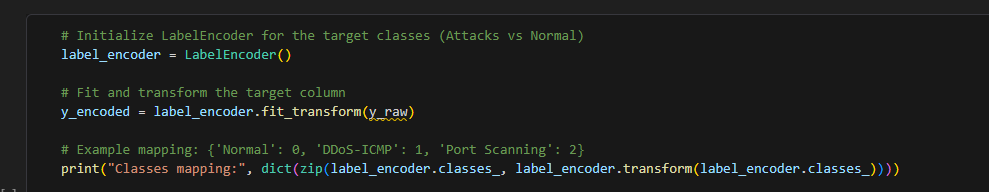 # Initialize LabelEncoder for the target classes (Attacks vs Normal)
label_encoder = LabelEncoder()
# Fit and transform the target column
y_encoded = label_encoder.fit_transform(y_raw)
# Example mapping: {'Normal': 0, 'DDoS-ICMP': 1, 'Port Scanning': 2}
print("Classes mapping:", dict(zip(label_encoder.classes_, label_encoder.transform(label_encoder.classes_))))